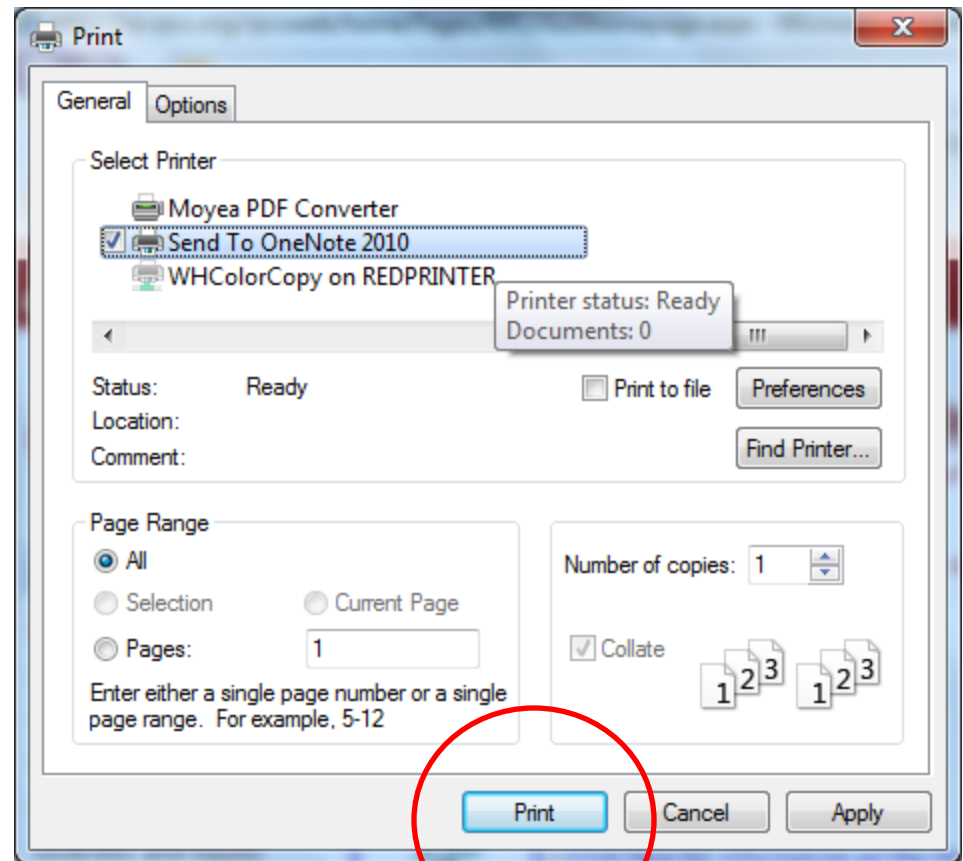 Print
General Options
Select Printer
Moyea PDF Converter
Send To OneNote 2010
WHColorCopy on REDPRINTER
Printer status: Ready
Documents: 0
Status: Ready
Print to file
Preferences
Location:
Comment:
Find Printer...
Page Range
All
Selection
Current Page
Pages: 1
Enter either a single page number or a single
page range. For example, 5-12
Number of copies: 1
Collate
1 2 3 1 2 3
Print Cancel Apply